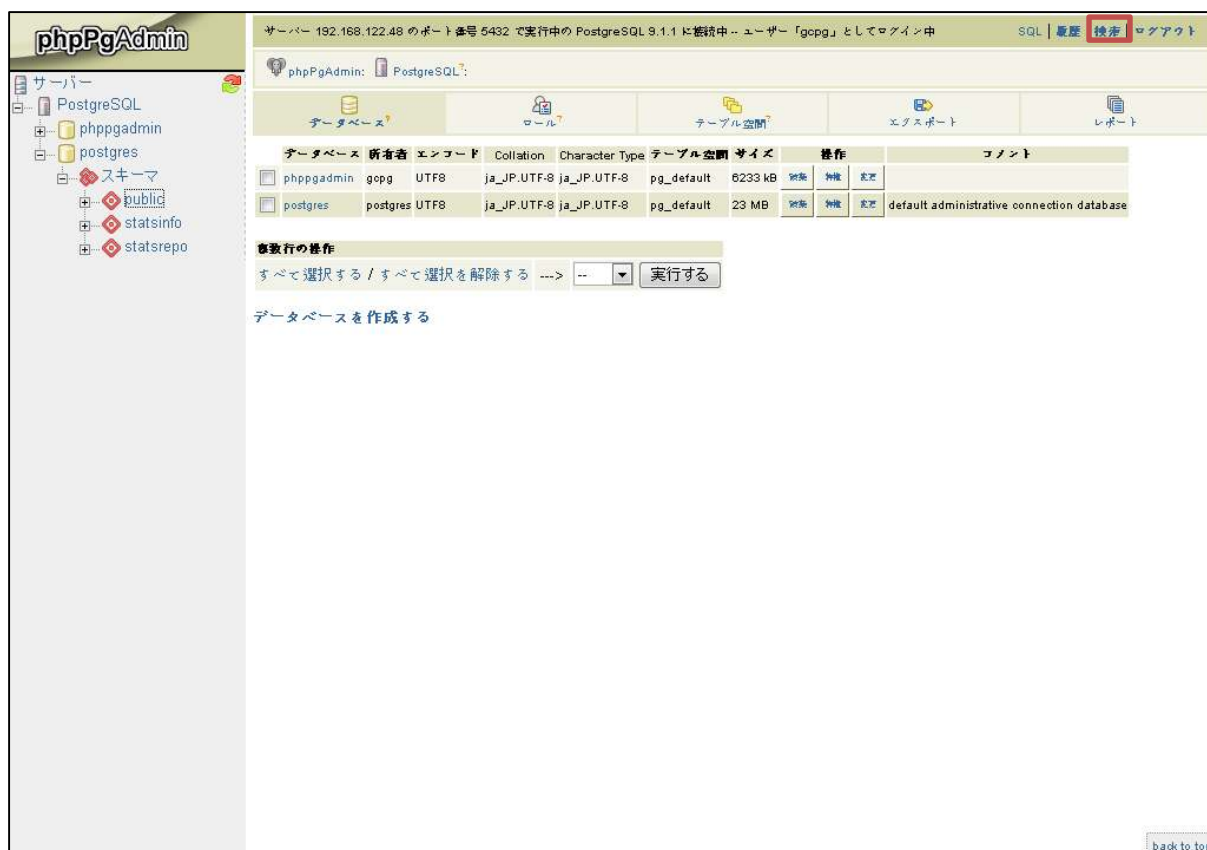 phpPgAdmin
サーバー 192.168.122.48 のポート番号 5432 で実行中の PostgreSQL 9.1.1 に接続中 -- ユーザー「gcpg」としてログイン中
SQL | 履歴 | 検索 | ログアウト
phpPgAdmin: PostgreSQL?:
サーバー
PostgreSQL
phppgadmin
postgres
スキーマ
public
statsinfo
statsrepo
データベース? ロール? テーブル空間? エクスポート レポート
データベース 所有者 エンコード Collation Character Type テーブル空間 サイズ 操作 コメント
phppgadmin gcpg UTF8 ja_JP.UTF-8 ja_JP.UTF-8 pg_default 6233 kB 破棄 特権 変更
postgres postgres UTF8 ja_JP.UTF-8 ja_JP.UTF-8 pg_default 23 MB 破棄 特権 変更 default administrative connection database
複数行の操作
すべて選択する / すべて選択を解除する ---> -- 実行する
データベースを作成する
back to top